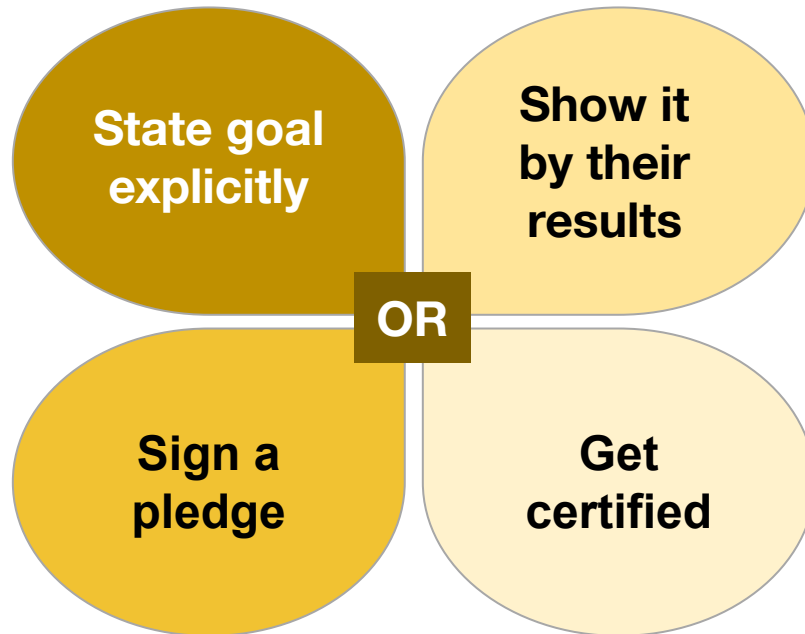 State goal
explicitly
Show it
by their
results
OR
Sign a
pledge
Get
certified